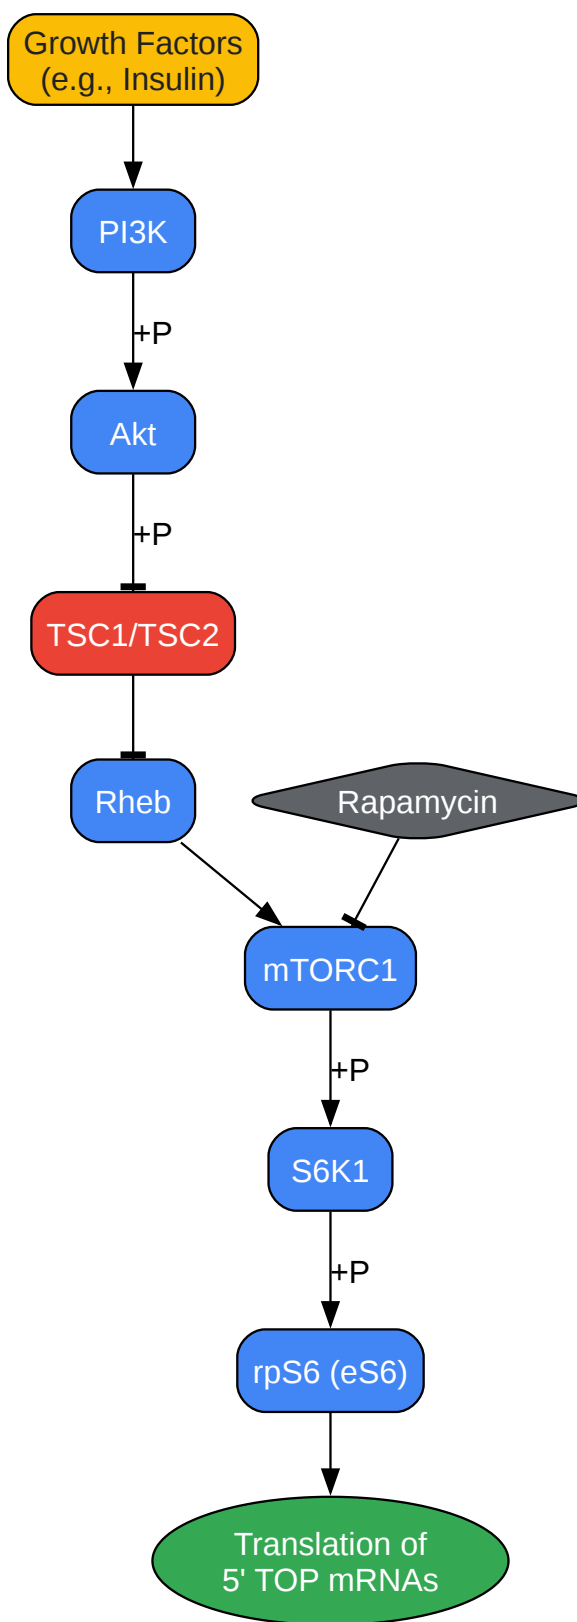 Growth Factors
(e.g., Insulin)
PI3K
+P
Akt
+P
TSC1/TSC2
Rheb
Rapamycin
mTORC1
+P
S6K1
+P
rpS6 (eS6)
Translation of
5' TOP mRNAs